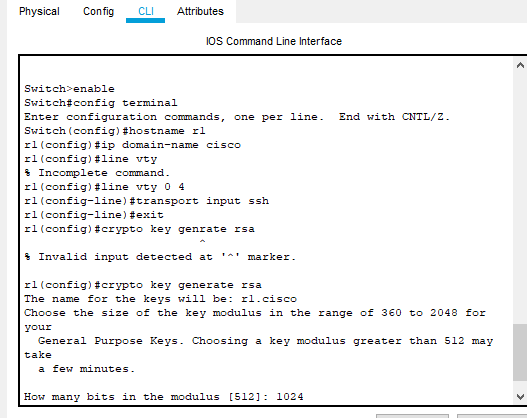 Physical Config CLI Attributes
IOS Command Line Interface
Switch>enable
Switch#config terminal
Enter configuration commands, one per line.  End with CNTL/Z.
Switch(config)#hostname r1
r1(config)#ip domain-name cisco
r1(config)#line vty
% Incomplete command.
r1(config)#line vty 0 4
r1(config-line)#transport input ssh
r1(config-line)#exit
r1(config)#crypto key genrate rsa
^
% Invalid input detected at '^' marker.
r1(config)#crypto key generate rsa
The name for the keys will be: r1.cisco
Choose the size of the key modulus in the range of 360 to 2048 for
your
General Purpose Keys. Choosing a key modulus greater than 512 may
take
a few minutes.
How many bits in the modulus [512]: 1024